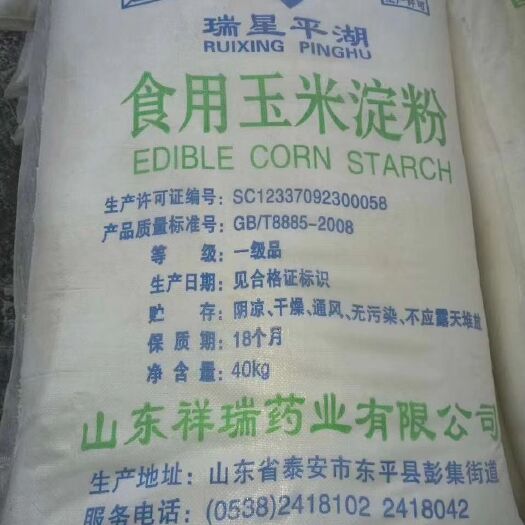 瑞星平湖
RUIXING PINGHU
食用玉米淀粉
EDIBLE CORN STARCH
生产许可证编号: SC12337092300058
产品质量标准号: GB/T8885-2008
等 级: 一级品
生产日期: 见合格证标识
贮 存: 阴凉、干燥、通风、无污染、不应露天堆放
保 质 期: 18个月
净 含 量: 40kg
山东祥瑞药业有限公司
生产地址: 山东省泰安市东平县彭集街道
服务电话: (0538)2418102 2418042